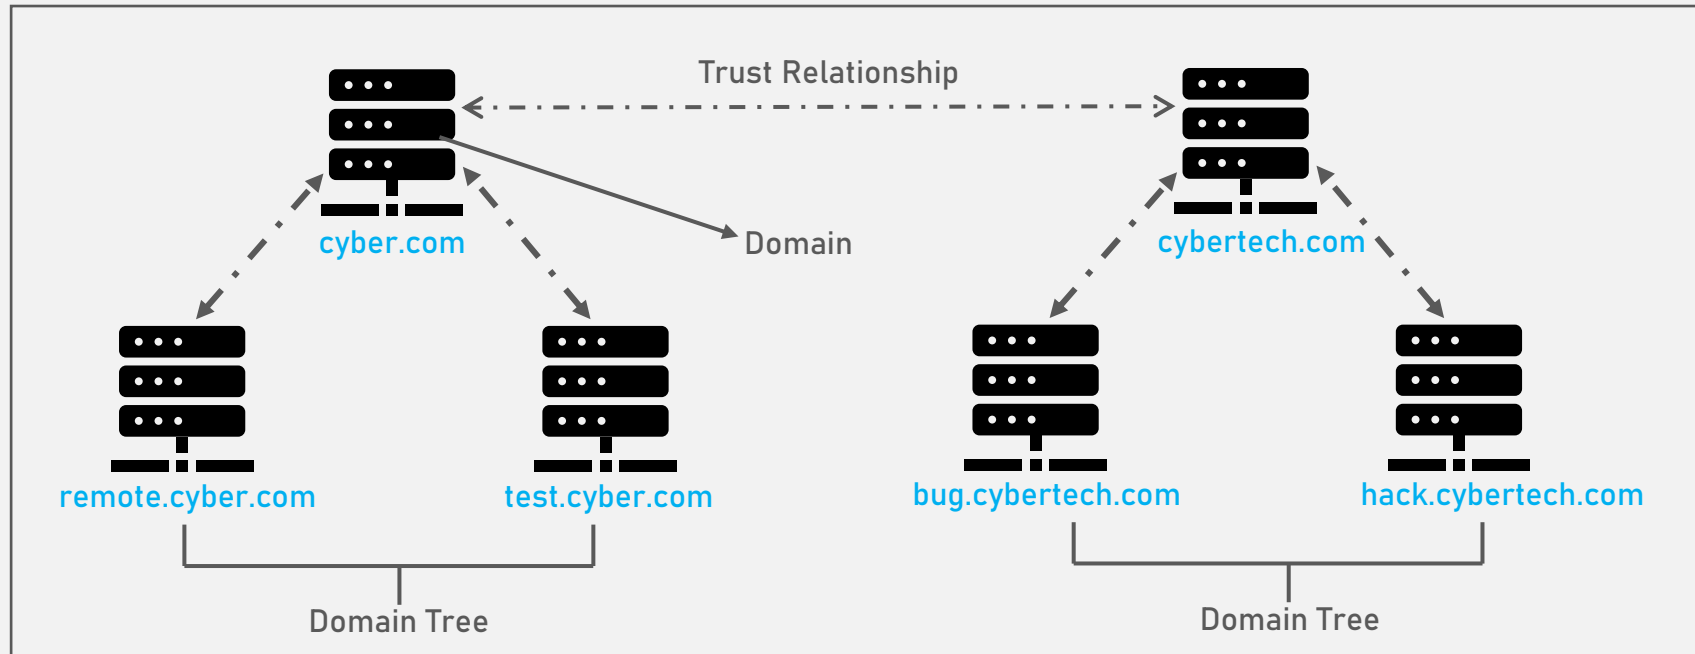 Trust Relationship
cyber.com
Domain
cybertech.com
remote.cyber.com
test.cyber.com
bug.cybertech.com
hack.cybertech.com
Domain Tree
Domain Tree